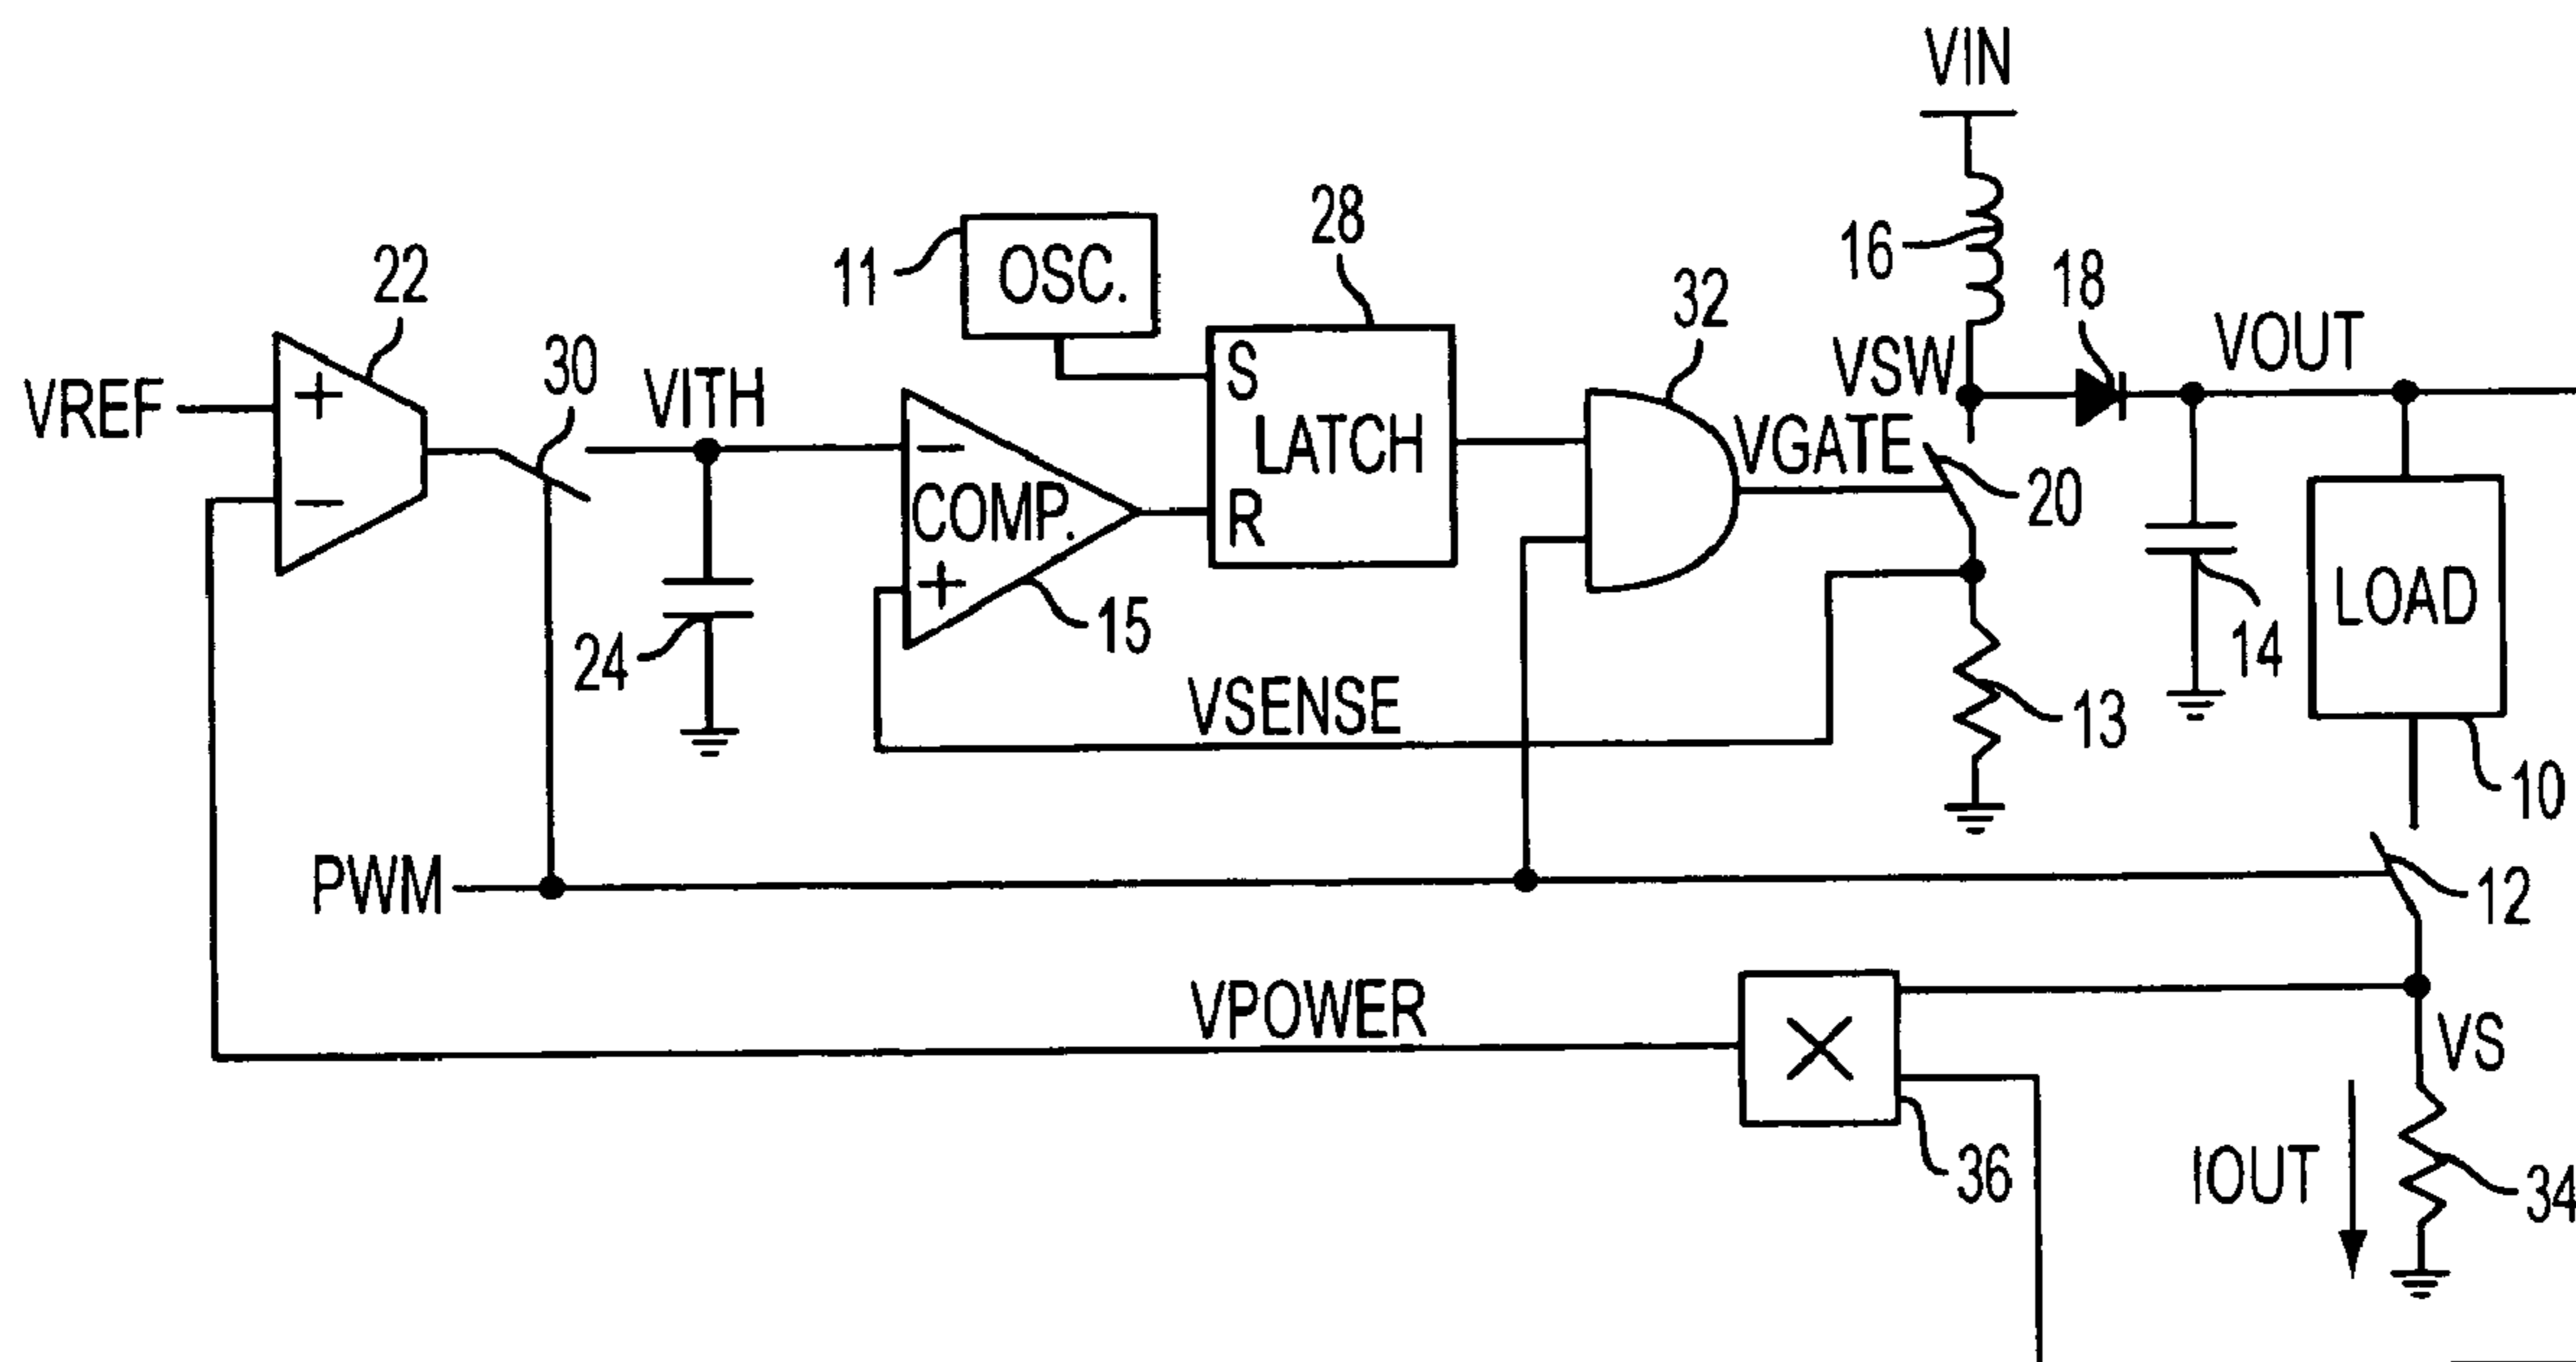 VIN
28
11
OSC.
16
18
22
32
30
VOUT
VREF
+
−
VITH
VSW
S
LATCH
R
VGATE
20
−
COMP.
+
15
24
LOAD
14
VSENSE
13
10
PWM
12
VPOWER
X
VS
36
IOUT
34